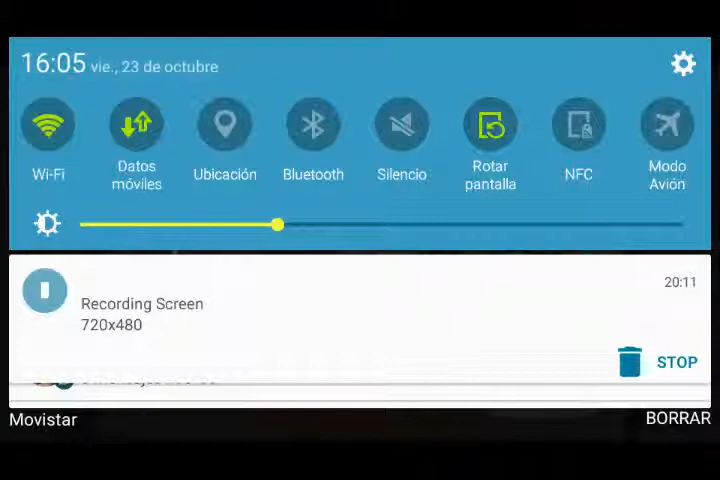 16:05 vie., 23 de octubre
Wi-Fi
Datos móviles
Ubicación
Bluetooth
Silencio
Rotar pantalla
NFC
Modo Avión
20:11
Recording Screen
720x480
STOP
Movistar
BORRAR